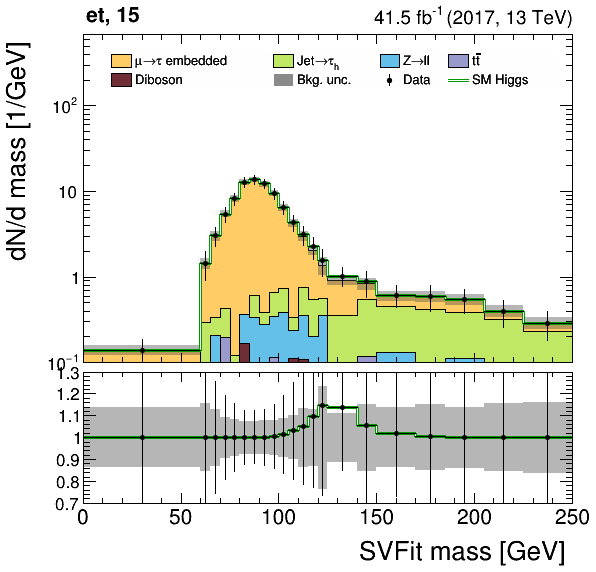 et, 15
41.5 fb⁻¹ (2017, 13 TeV)
μ→τ embedded
Jet→τₕ
Z→ll
tt̄
Diboson
Bkg. unc.
Data
SM Higgs
dN/d mass [1/GeV]
10²
10
1
10⁻¹
1.3
1.2
1.1
1
0.9
0.8
0.7
0 50 100 150 200 250
SVFit mass [GeV]